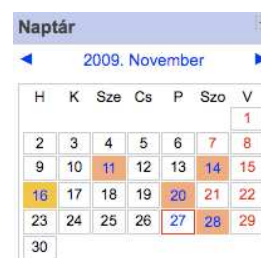 Naptár
2009. November
H K Sze Cs P Szo V
1
2 3 4 5 6 7 8
9 10 11 12 13 14 15
16 17 18 19 20 21 22
23 24 25 26 27 28 29
30